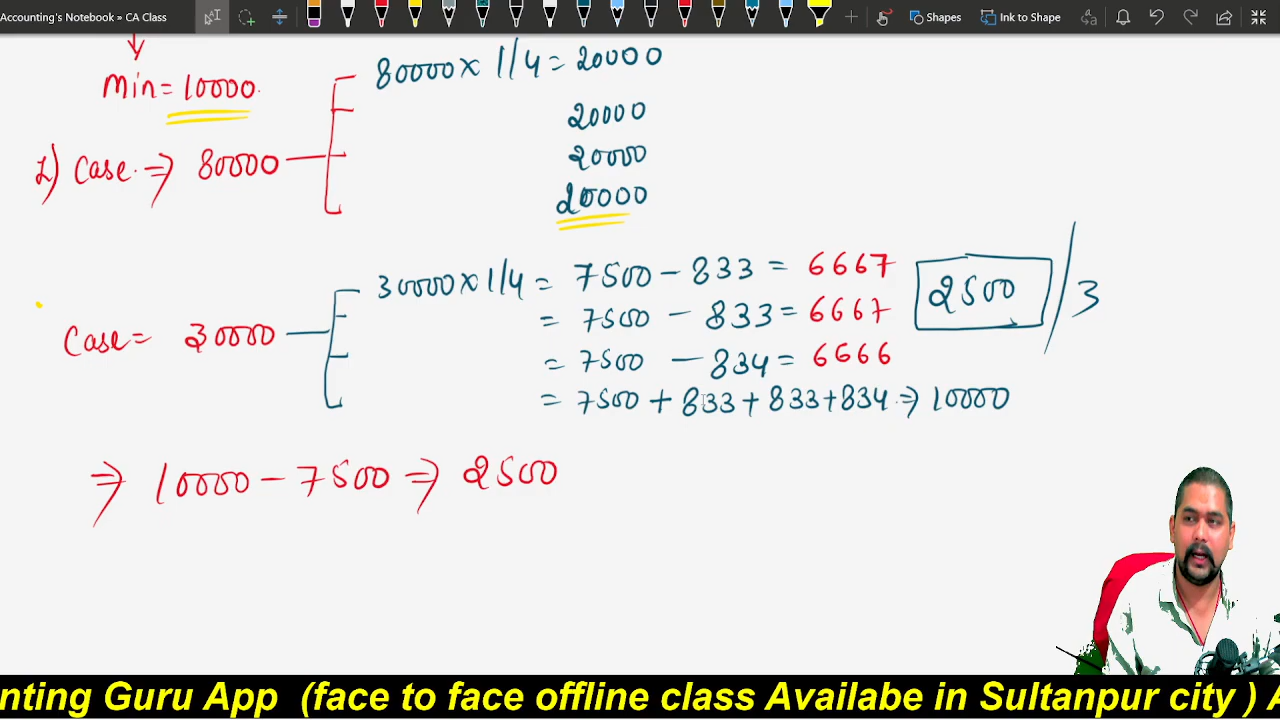 Accounting's Notebook » CA Class
Shapes
Ink to Shape
Min = 10000
80000 x 1/4 = 20000
20000
2) Case ⇒ 80000
20000
20000
30000 x 1/4 = 7500 - 833 = 6667
2500 / 3
= 7500 - 833 = 6667
Case = 30000
= 7500 - 834 = 6666
= 7500 + 833 + 833 + 834 ⇒ 10000
⇒ 10000 - 7500 ⇒ 2500
nting Guru App (face to face offline class Availabe in Sultanpur city ) A